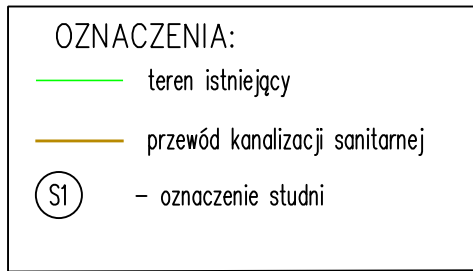 OZNACZENIA:
teren istniejący
przewód kanalizacji sanitarnej
S1 – oznaczenie studni